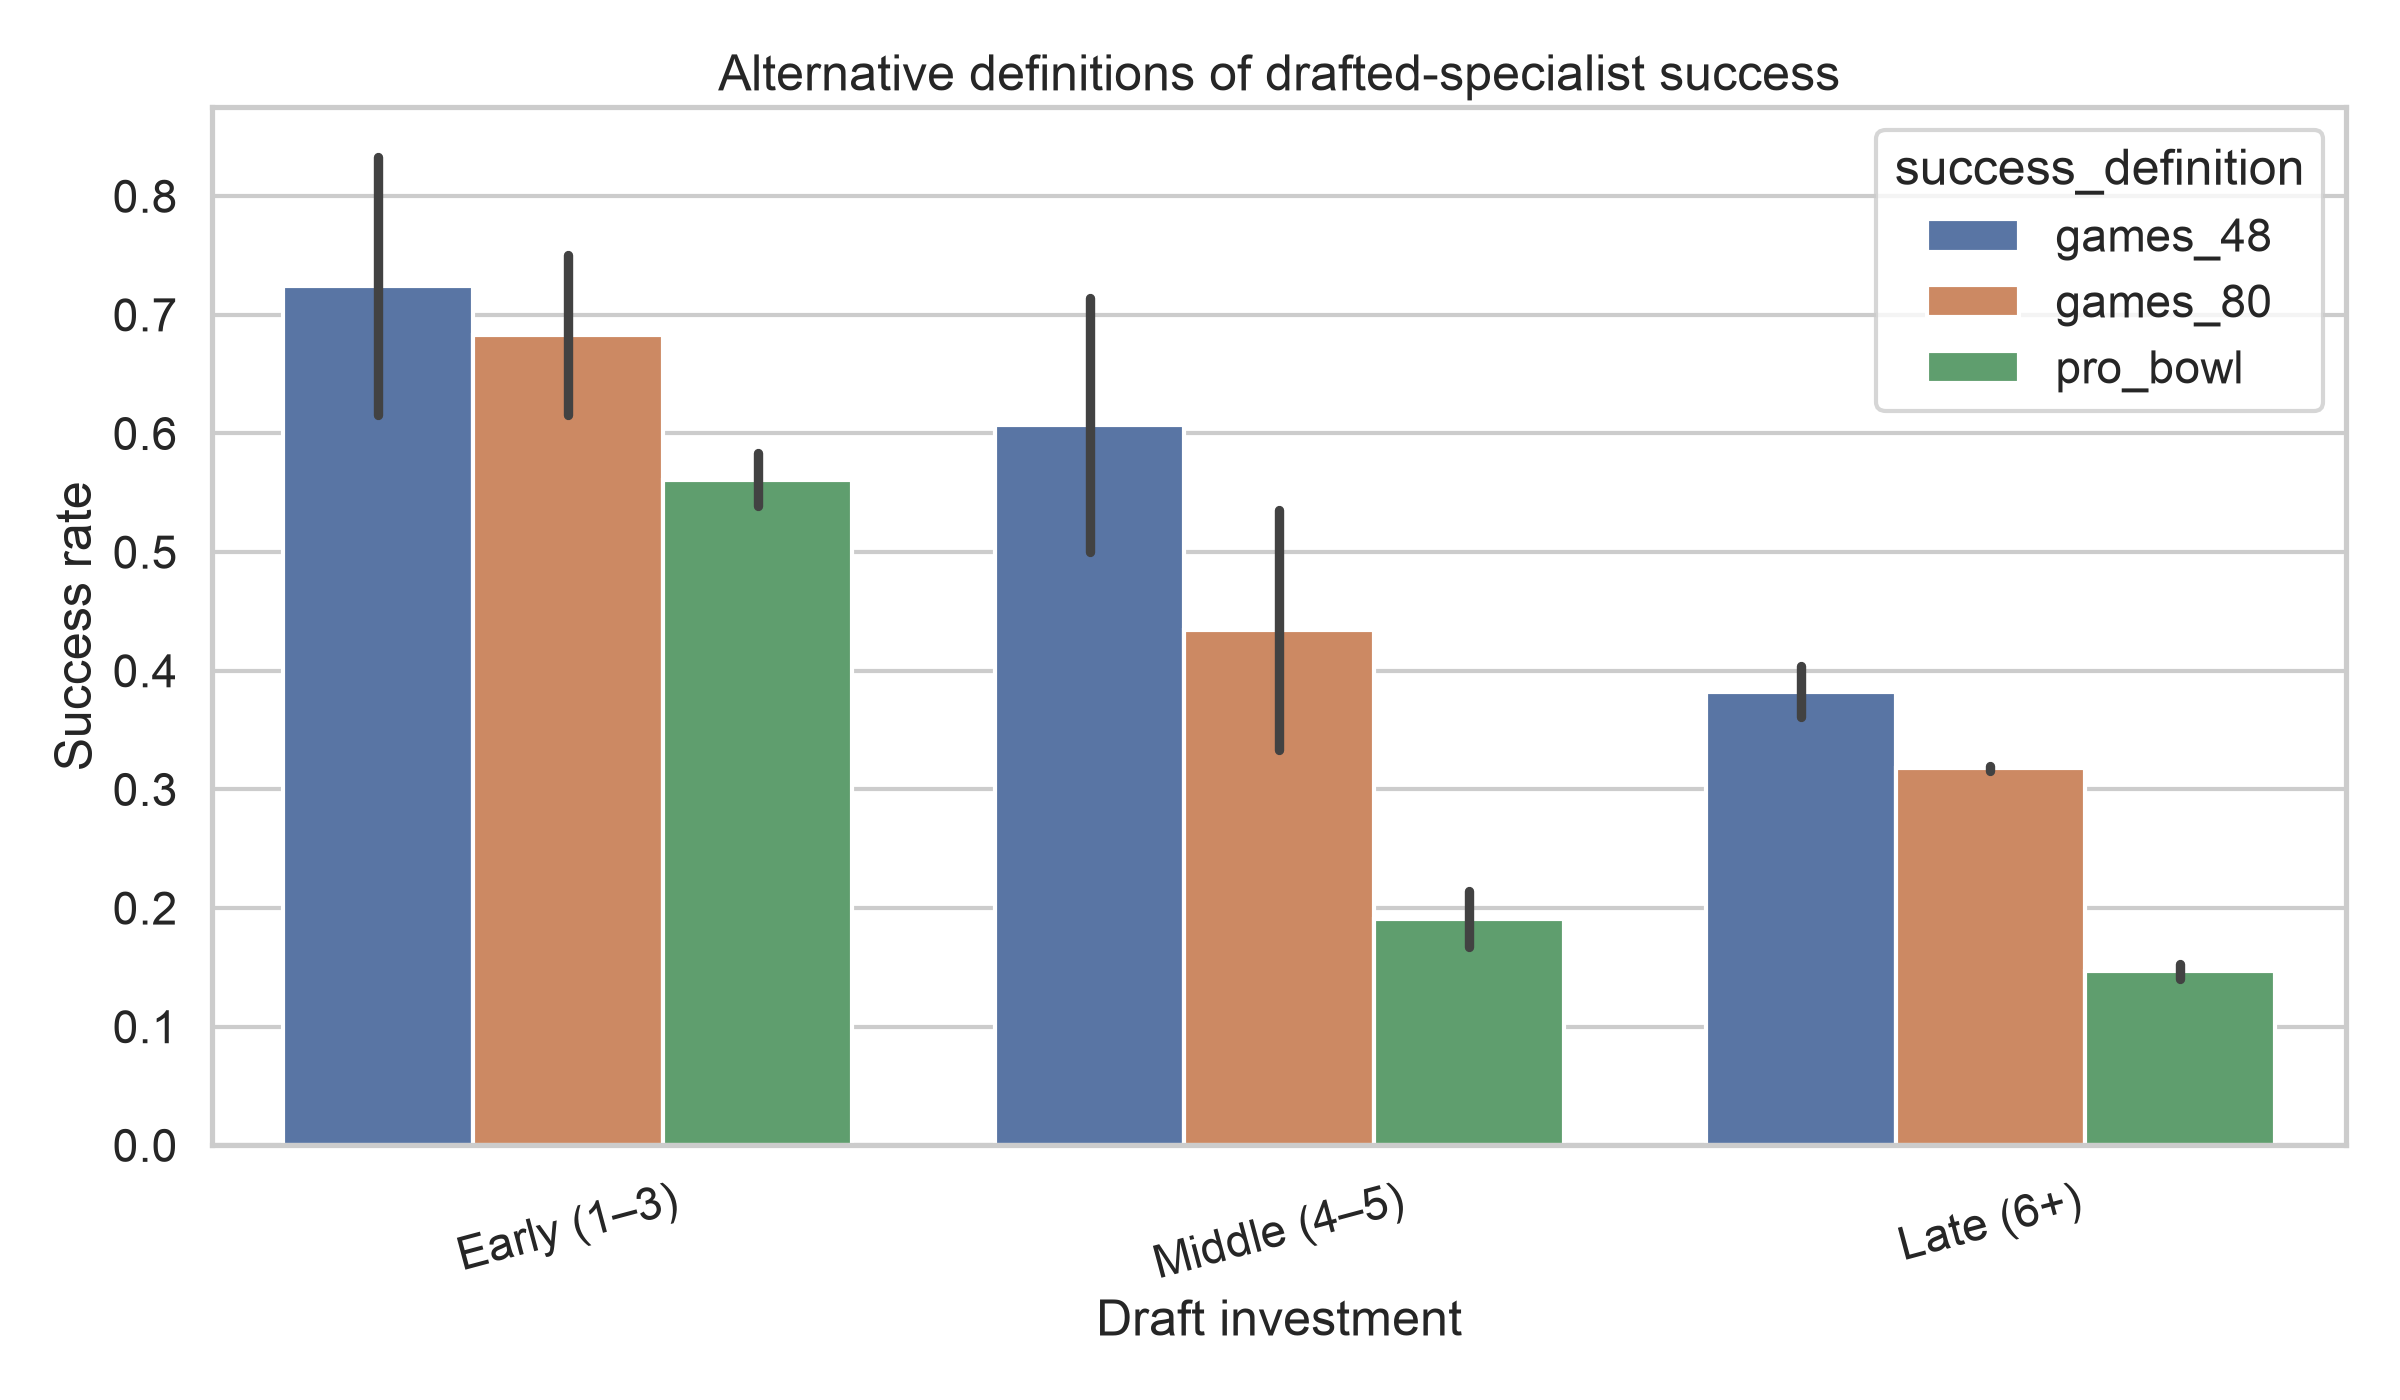 Alternative definitions of drafted-specialist success
success_definition
games_48
games_80
pro_bowl
Success rate
0.8
0.7
0.6
0.5
0.4
0.3
0.2
0.1
0.0
Early (1–3)
Middle (4–5)
Late (6+)
Draft investment